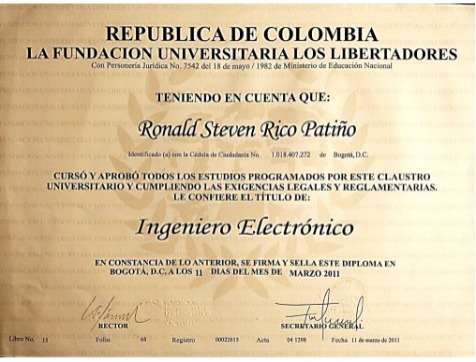 REPUBLICA DE COLOMBIA
LA FUNDACION UNIVERSITARIA LOS LIBERTADORES
Con Personería Jurídica No. 7542 del 18 de mayo / 1982 de Ministerio de Educación Nacional
TENIENDO EN CUENTA QUE:
Ronald Steven Rico Patiño
Identificado (a) con la Cédula de Ciudadanía No. 1.018.407.272 de Bogotá, D.C.
CURSÓ Y APROBÓ TODOS LOS ESTUDIOS PROGRAMADOS POR ESTE CLAUSTRO
UNIVERSITARIO Y CUMPLIENDO LAS EXIGENCIAS LEGALES Y REGLAMENTARIAS.
LE CONFIERE EL TÍTULO DE:
Ingeniero Electrónico
EN CONSTANCIA DE LO ANTERIOR, SE FIRMA Y SELLA ESTE DIPLOMA EN
BOGOTÁ, D.C. A LOS 11 DIAS DEL MES DE MARZO 2011
RECTOR SECRETARIO GENERAL
Libro No. 15 Folio 68 Registro 00022615 Acta 04 1298 Fecha 11 de marzo de 2011